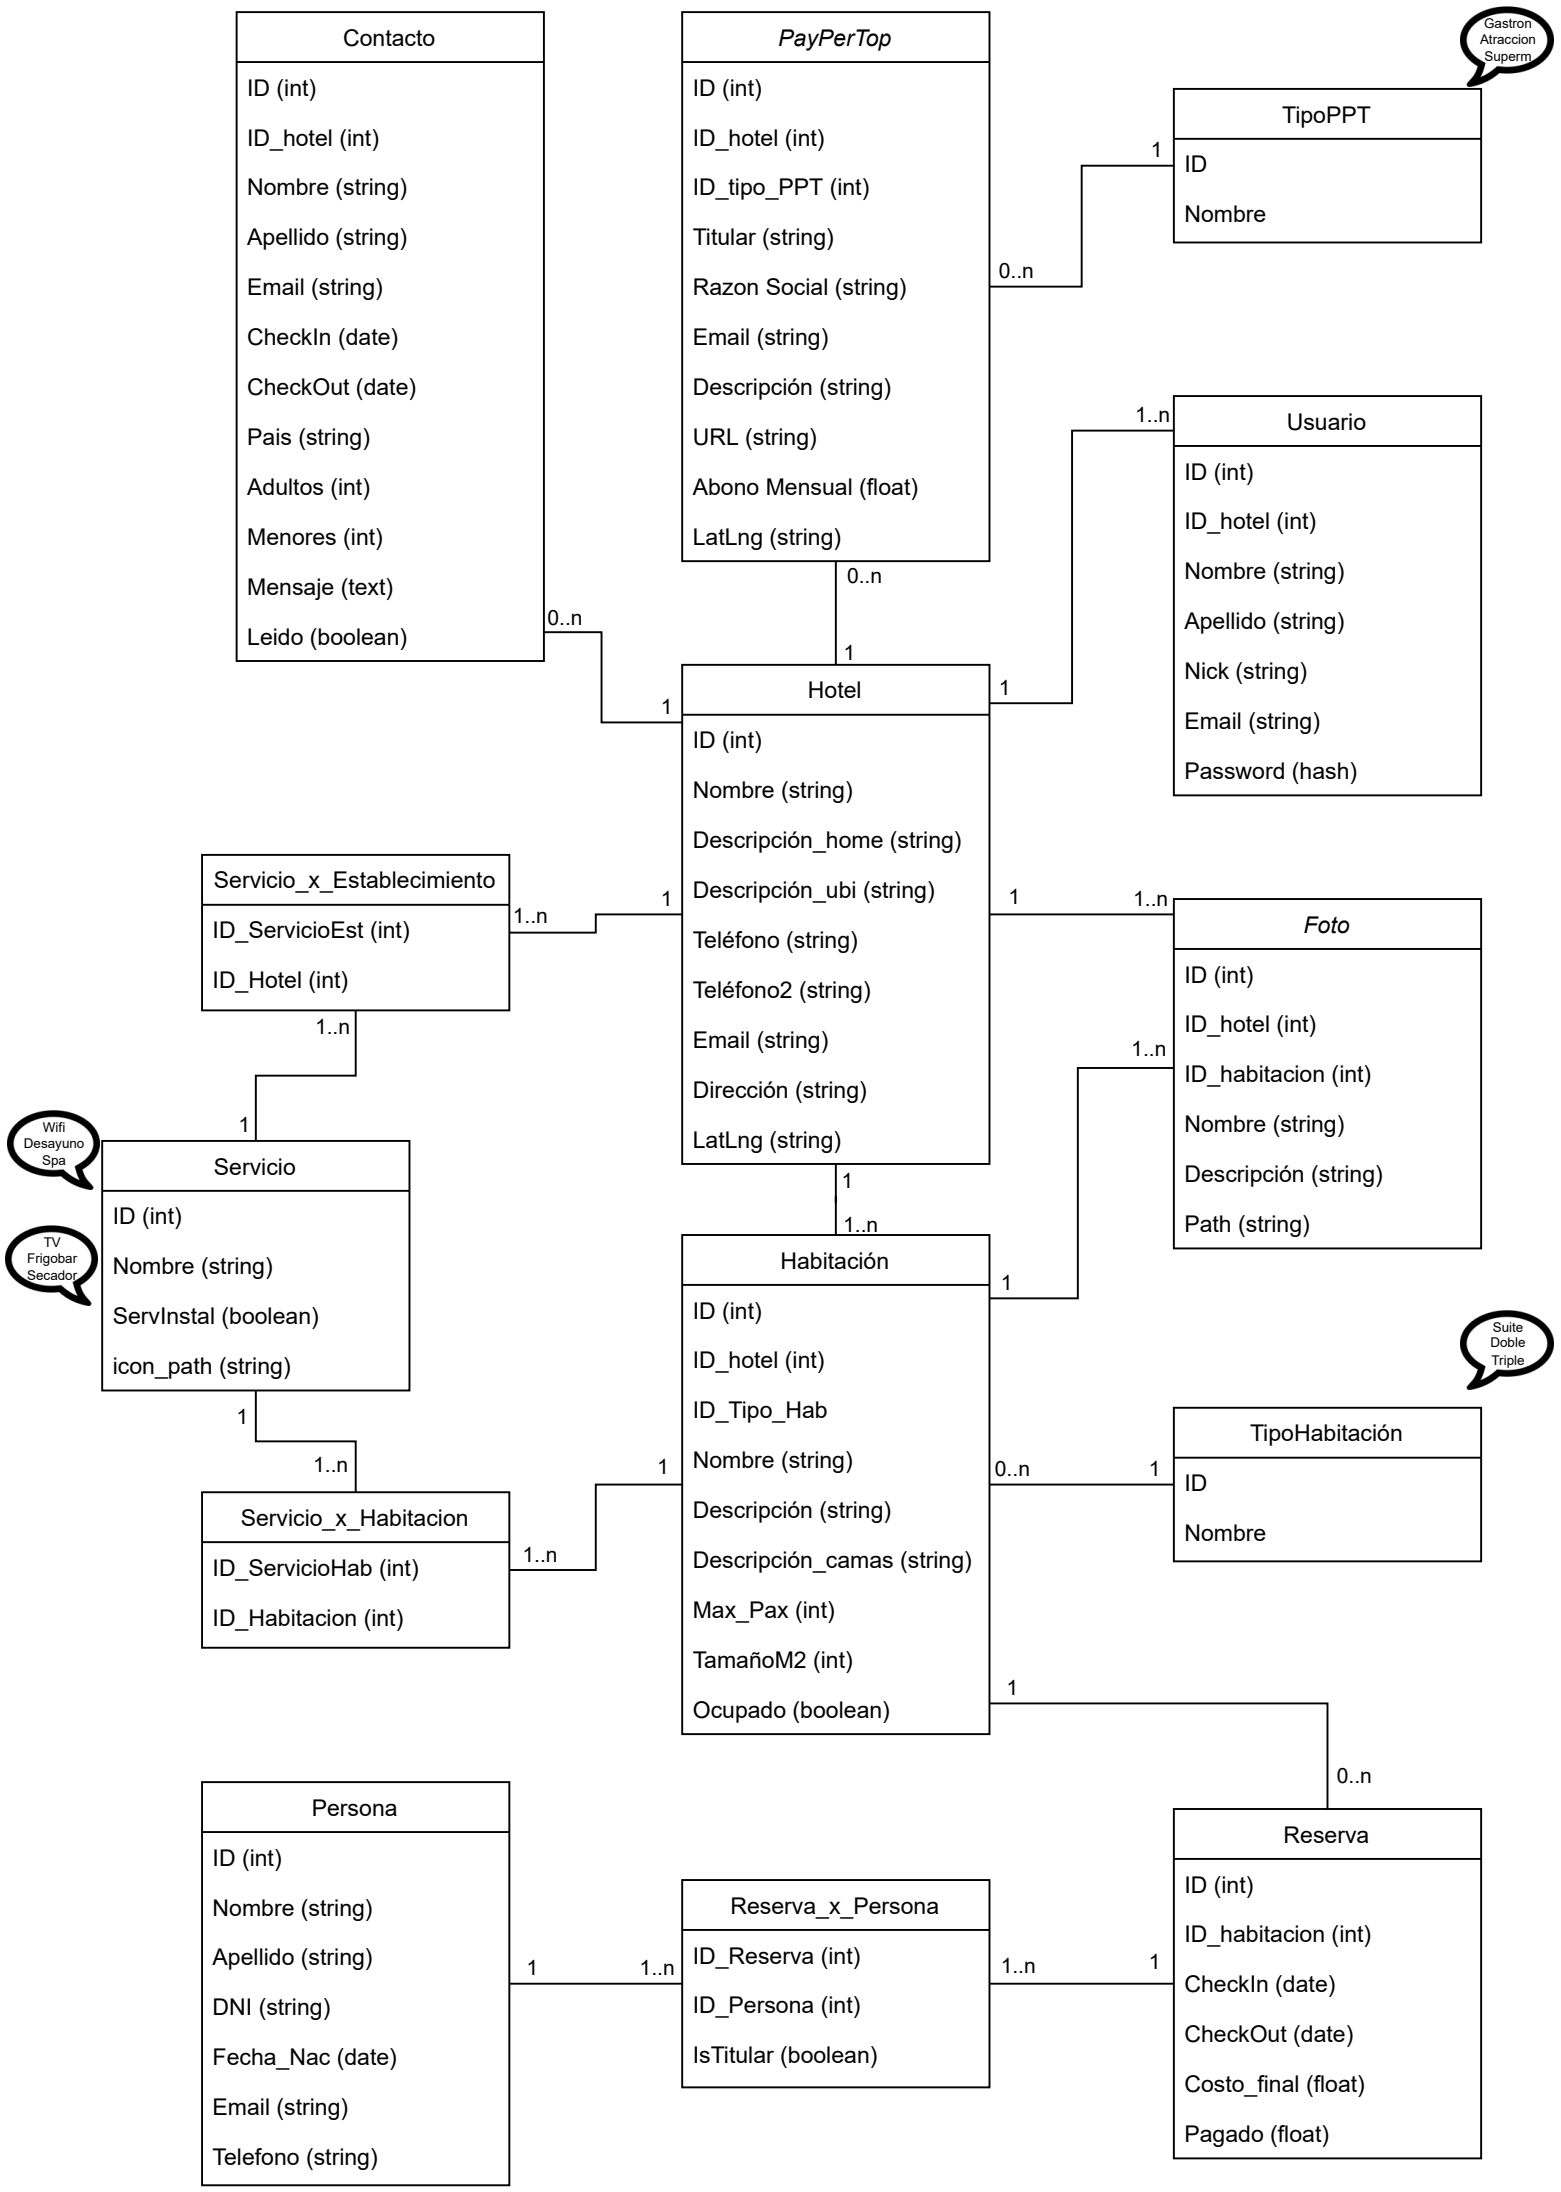 Contacto
ID (int)
ID_hotel (int)
Nombre (string)
Apellido (string)
Email (string)
CheckIn (date)
CheckOut (date)
Pais (string)
Adultos (int)
Menores (int)
Mensaje (text)
Leido (boolean)
0..n
1
PayPerTop
ID (int)
ID_hotel (int)
ID_tipo_PPT (int)
Titular (string)
Razon Social (string)
Email (string)
Descripción (string)
URL (string)
Abono Mensual (float)
LatLng (string)
0..n
1
0..n
1
Gastron
Atraccion
Superm
TipoPPT
ID
Nombre
1..n
1
Usuario
ID (int)
ID_hotel (int)
Nombre (string)
Apellido (string)
Nick (string)
Email (string)
Password (hash)
Hotel
ID (int)
Nombre (string)
Descripción_home (string)
Descripción_ubi (string)
Teléfono (string)
Teléfono2 (string)
Email (string)
Dirección (string)
LatLng (string)
1
1..n
Servicio_x_Establecimiento
ID_ServicioEst (int)
ID_Hotel (int)
1..n
1
1..n
1
Foto
ID (int)
ID_hotel (int)
ID_habitacion (int)
Nombre (string)
Descripción (string)
Path (string)
1
1..n
1..n
1
Wifi
Desayuno
Spa
TV
Frigobar
Secador
Servicio
ID (int)
Nombre (string)
ServInstal (boolean)
icon_path (string)
1
1..n
Servicio_x_Habitacion
ID_ServicioHab (int)
ID_Habitacion (int)
1..n
1
Habitación
ID (int)
ID_hotel (int)
ID_Tipo_Hab
Nombre (string)
Descripción (string)
Descripción_camas (string)
Max_Pax (int)
TamañoM2 (int)
Ocupado (boolean)
0..n
1
Suite
Doble
Triple
TipoHabitación
ID
Nombre
1
0..n
Persona
ID (int)
Nombre (string)
Apellido (string)
DNI (string)
Fecha_Nac (date)
Email (string)
Telefono (string)
1
1..n
Reserva_x_Persona
ID_Reserva (int)
ID_Persona (int)
IsTitular (boolean)
1..n
1
Reserva
ID (int)
ID_habitacion (int)
CheckIn (date)
CheckOut (date)
Costo_final (float)
Pagado (float)